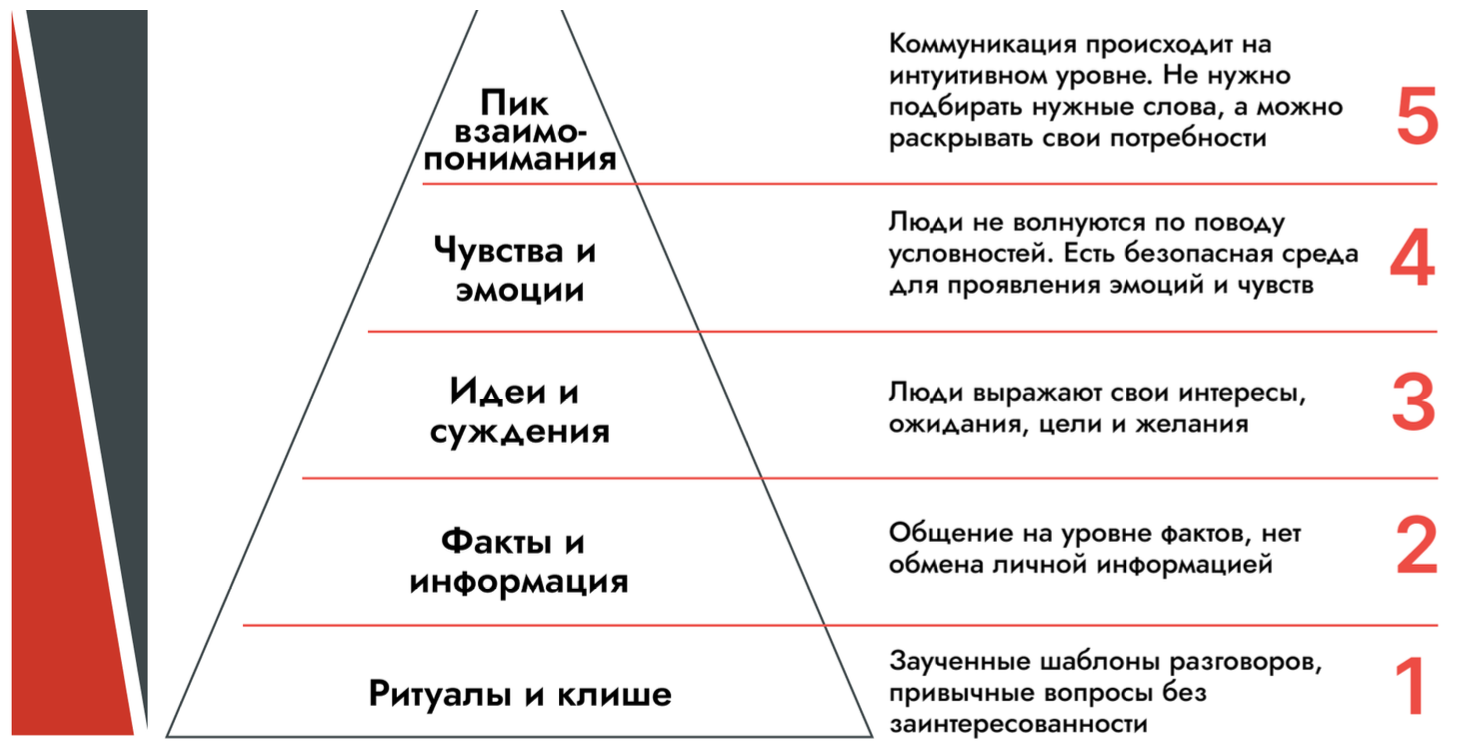 Пик
взаимо-
понимания
Коммуникация происходит на
интуитивном уровне. Не нужно
подбирать нужные слова, а можно
раскрывать свои потребности
5
Чувства и
эмоции
Люди не волнуются по поводу
условностей. Есть безопасная среда
для проявления эмоций и чувств
4
Идеи и
суждения
Люди выражают свои интересы,
ожидания, цели и желания
3
Факты и
информация
Общение на уровне фактов, нет
обмена личной информацией
2
Ритуалы и клише
Заученные шаблоны разговоров,
привычные вопросы без
заинтересованности
1